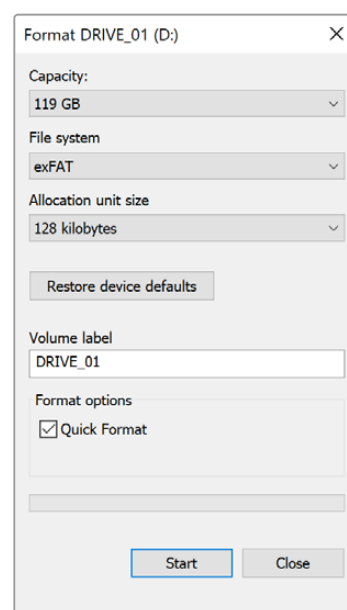 Format DRIVE_01 (D:)
Capacity:
119 GB
File system
exFAT
Allocation unit size
128 kilobytes
Restore device defaults
Volume label
DRIVE_01
Format options
Quick Format
Start
Close